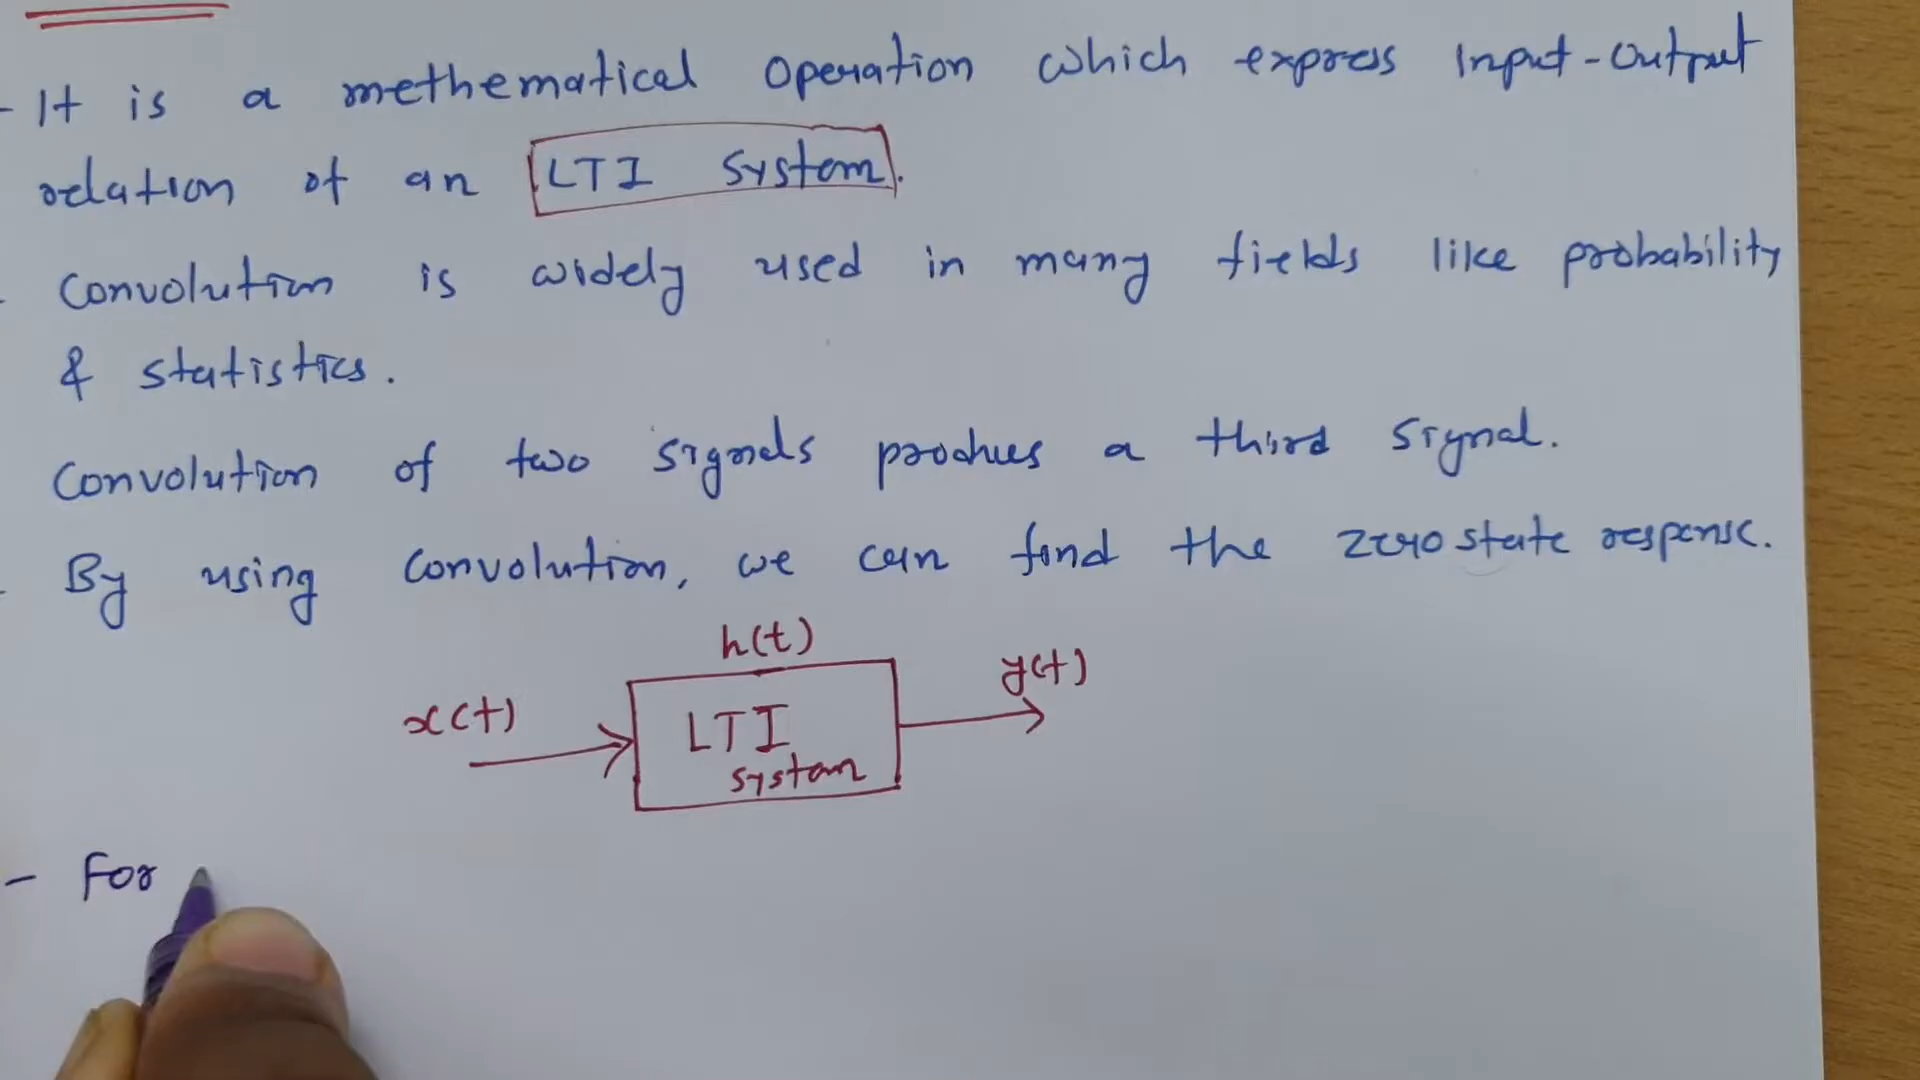 - It is a methematical operation which express Input-Output
relation of an LTI system.
- Convolution is widely used in many fields like probability
& statistics.
Convolution of two signals produes a third signal.
- By using convolution, we can find the zero state response.
h(t)
x(t) y(t)
LTI
system
- For